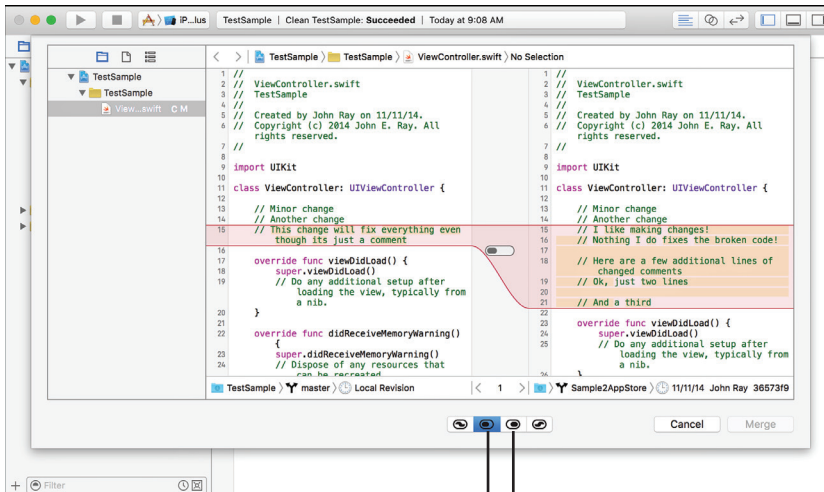 iP...lus
TestSample | Clean TestSample: Succeeded | Today at 9:08 AM
TestSample
TestSample
View...swift C M
TestSample TestSample ViewController.swift No Selection
1 //
2 // ViewController.swift
3 // TestSample
4 //
5 // Created by John Ray on 11/11/14.
6 // Copyright (c) 2014 John E. Ray. All
rights reserved.
7 //
8
9 import UIKit
10
11 class ViewController: UIViewController {
12
13 // Minor change
14 // Another change
15 // This change will fix everything even
though its just a comment
16
17 override func viewDidLoad() {
18 super.viewDidLoad()
19 // Do any additional setup after
loading the view, typically from
a nib.
20 }
21
22 override func didReceiveMemoryWarning()
{
23 super.didReceiveMemoryWarning()
24 // Dispose of any resources that
can be recreated.
1 //
2 // ViewController.swift
3 // TestSample
4 //
5 // Created by John Ray on 11/11/14.
6 // Copyright (c) 2014 John E. Ray. All
rights reserved.
7 //
8
9 import UIKit
10
11 class ViewController: UIViewController {
12
13 // Minor change
14 // Another change
15 // I like making changes!
16 // Nothing I do fixes the broken code!
17
18 // Here are a few additional lines of
changed comments
19 // Ok, just two lines
20
21 // And a third
22
23 override func viewDidLoad() {
24 super.viewDidLoad()
25 // Do any additional setup after
loading the view, typically from
a nib.
26 }
TestSample master Local Revision
1
Sample2AppStore 11/11/14 John Ray 36573f9
Cancel
Merge
Filter